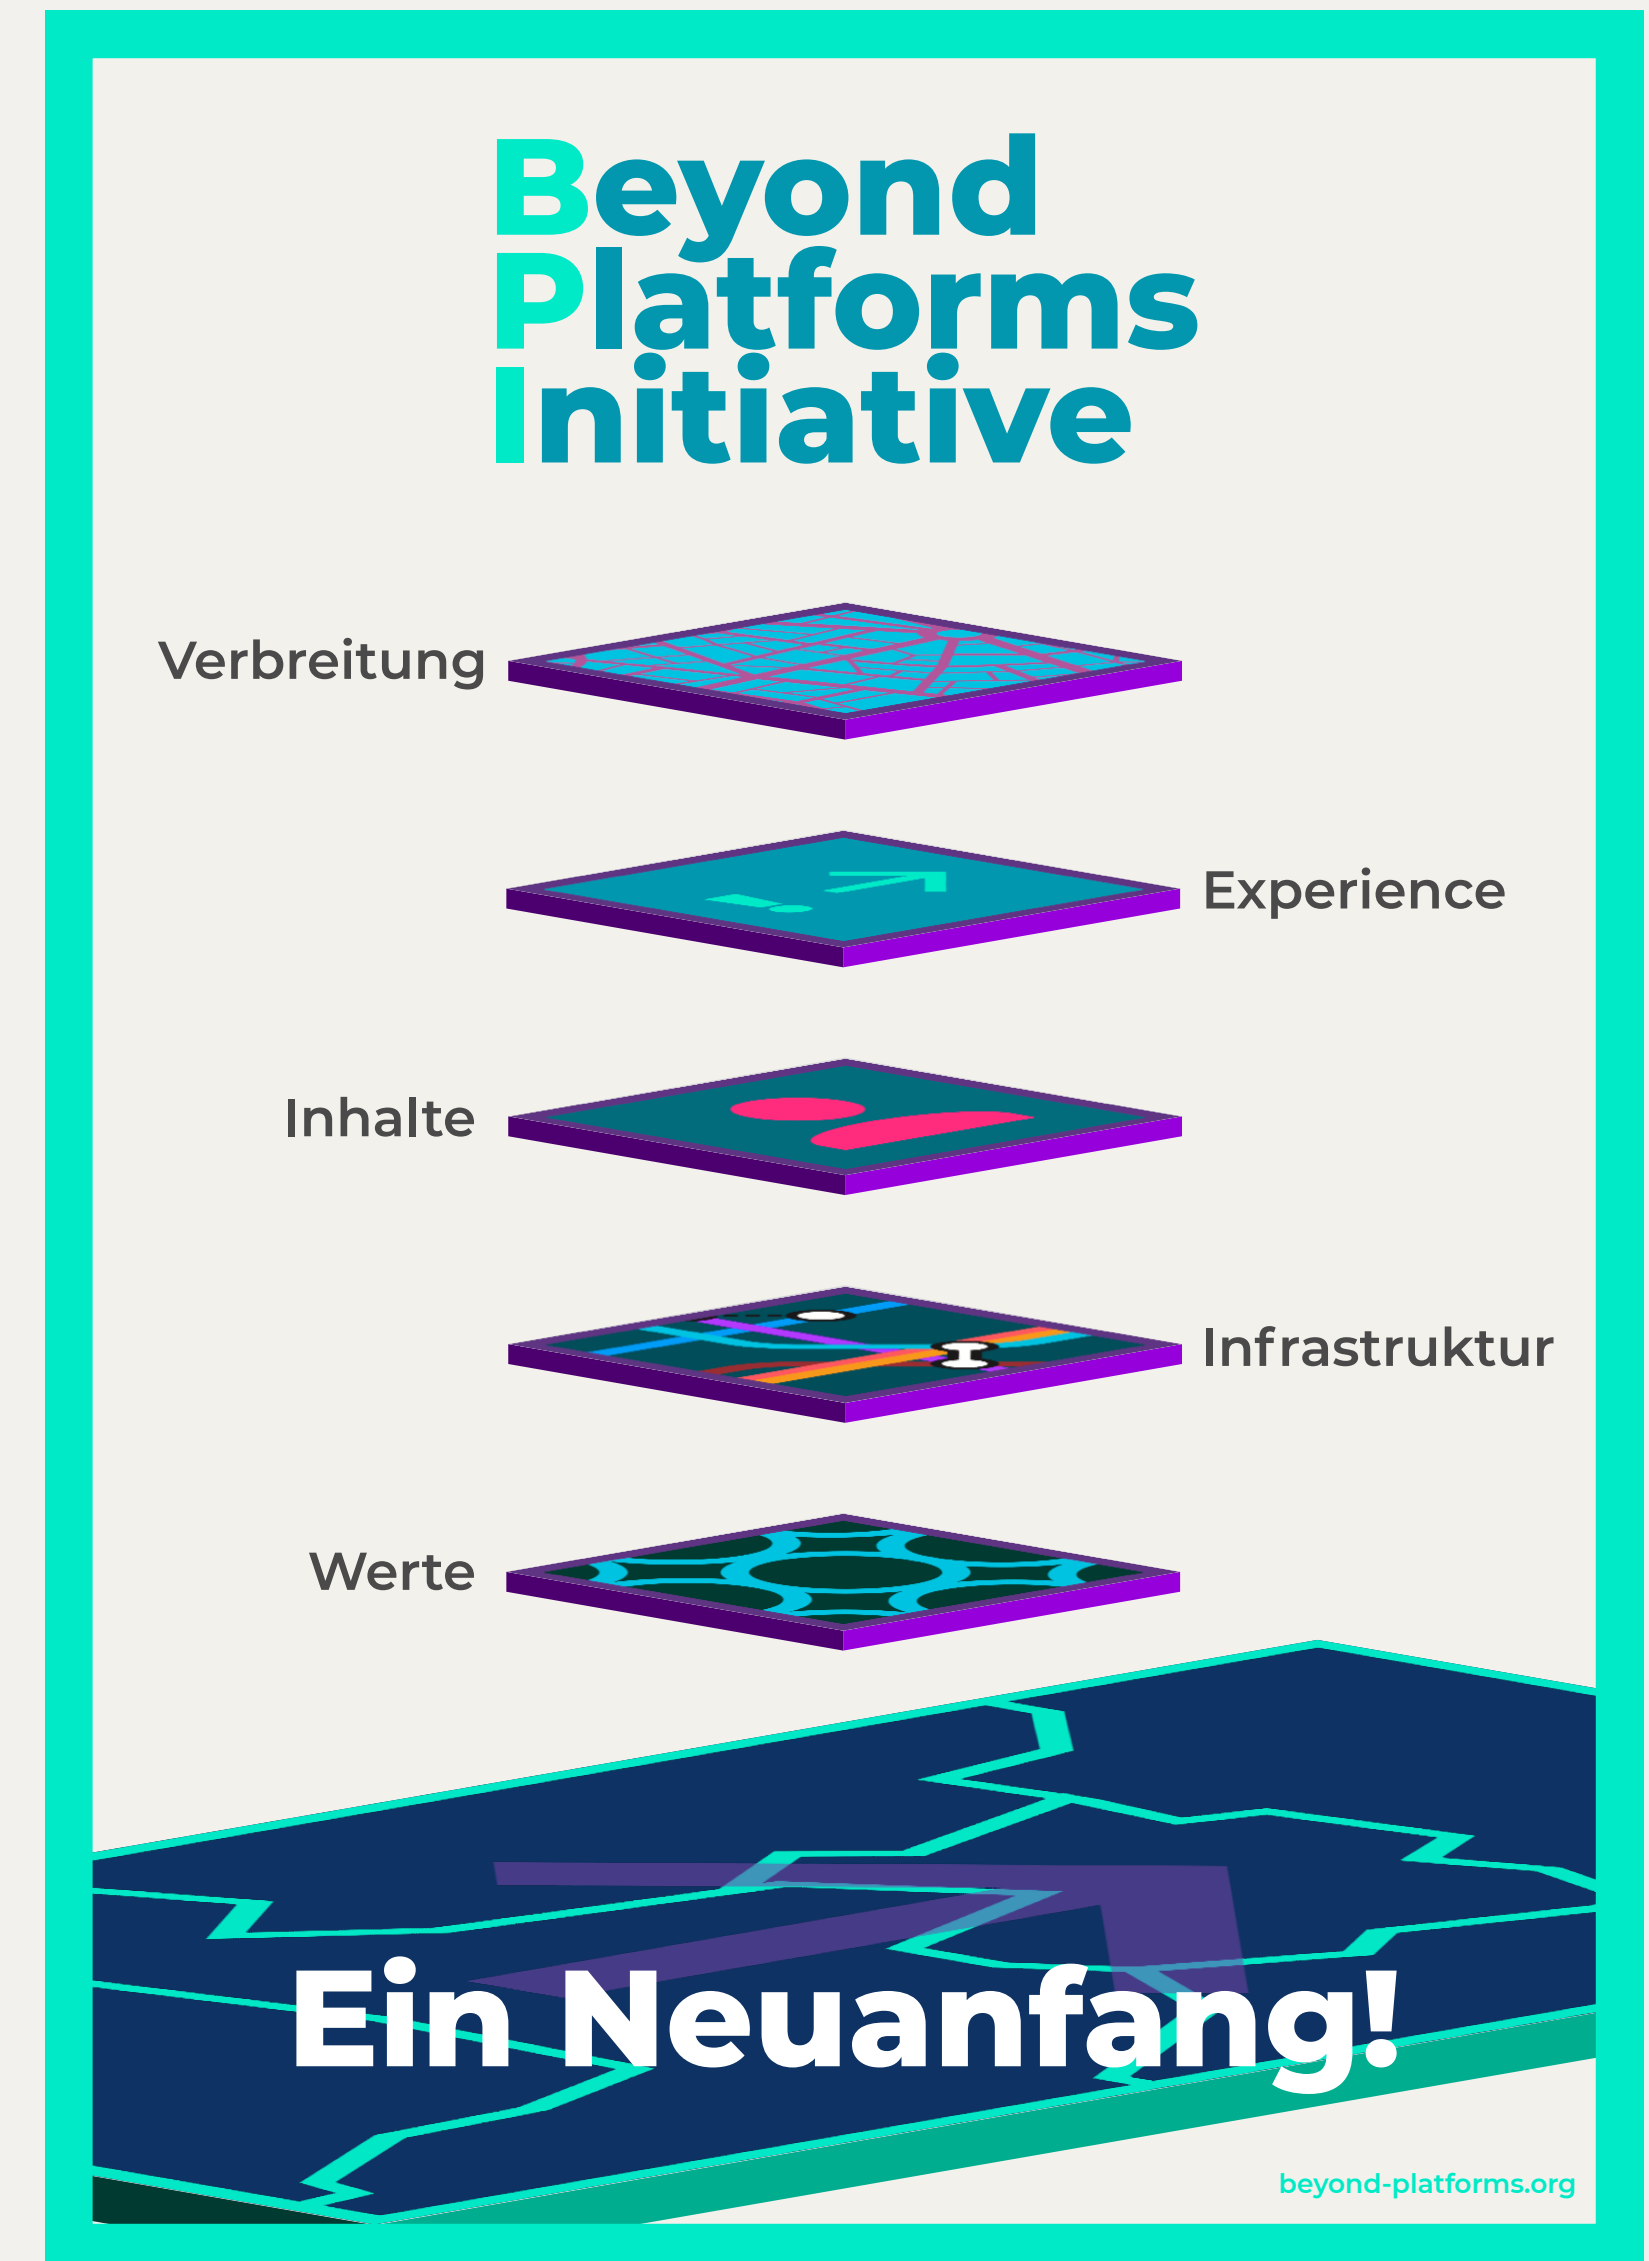 Beyond
Platforms
Initiative
Verbreitung
Experience
Inhalte
Infrastruktur
Werte
Ein Neuanfang!
beyond-platforms.org